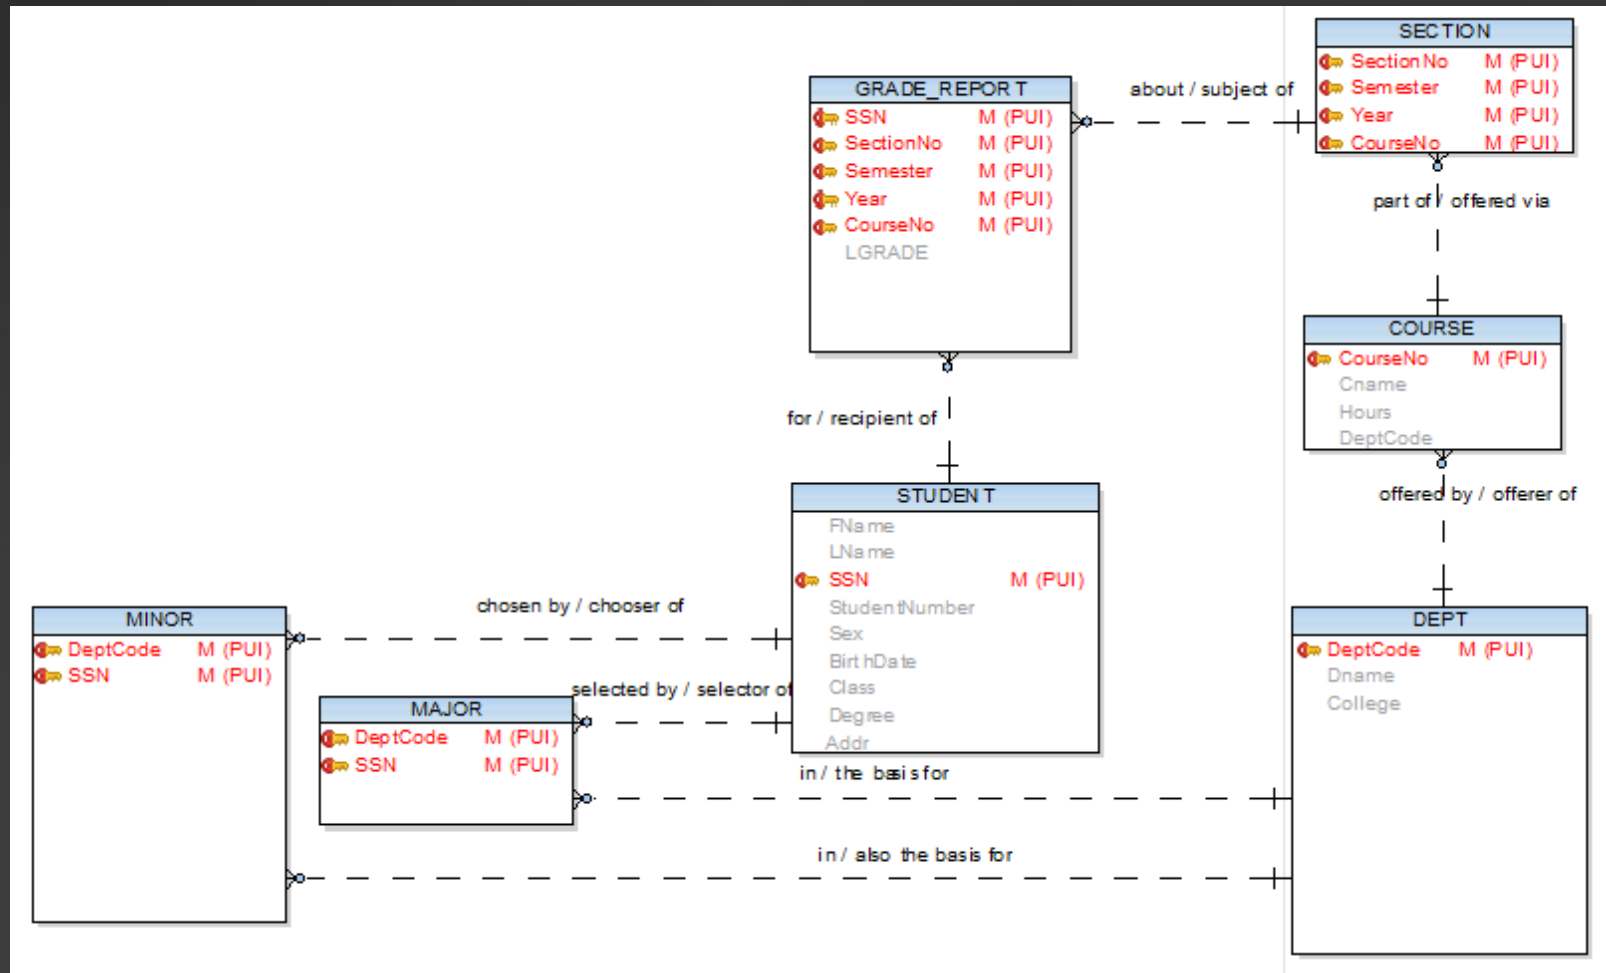 SECTION
SectionNo M (PUI)
Semester M (PUI)
Year M (PUI)
CourseNo M (PUI)
about / subject of
GRADE_REPORT
SSN M (PUI)
SectionNo M (PUI)
Semester M (PUI)
Year M (PUI)
CourseNo M (PUI)
LGRADE
part of / offered via
COURSE
CourseNo M (PUI)
Cname
Hours
DeptCode
for / recipient of
offered by / offerer of
STUDENT
FName
LName
SSN M (PUI)
StudentNumber
Sex
BirthDate
Class
Degree
Addr
chosen by / chooser of
MINOR
DeptCode M (PUI)
SSN M (PUI)
selected by / selector of
MAJOR
DeptCode M (PUI)
SSN M (PUI)
DEPT
DeptCode M (PUI)
Dname
College
in / the basis for
in / also the basis for